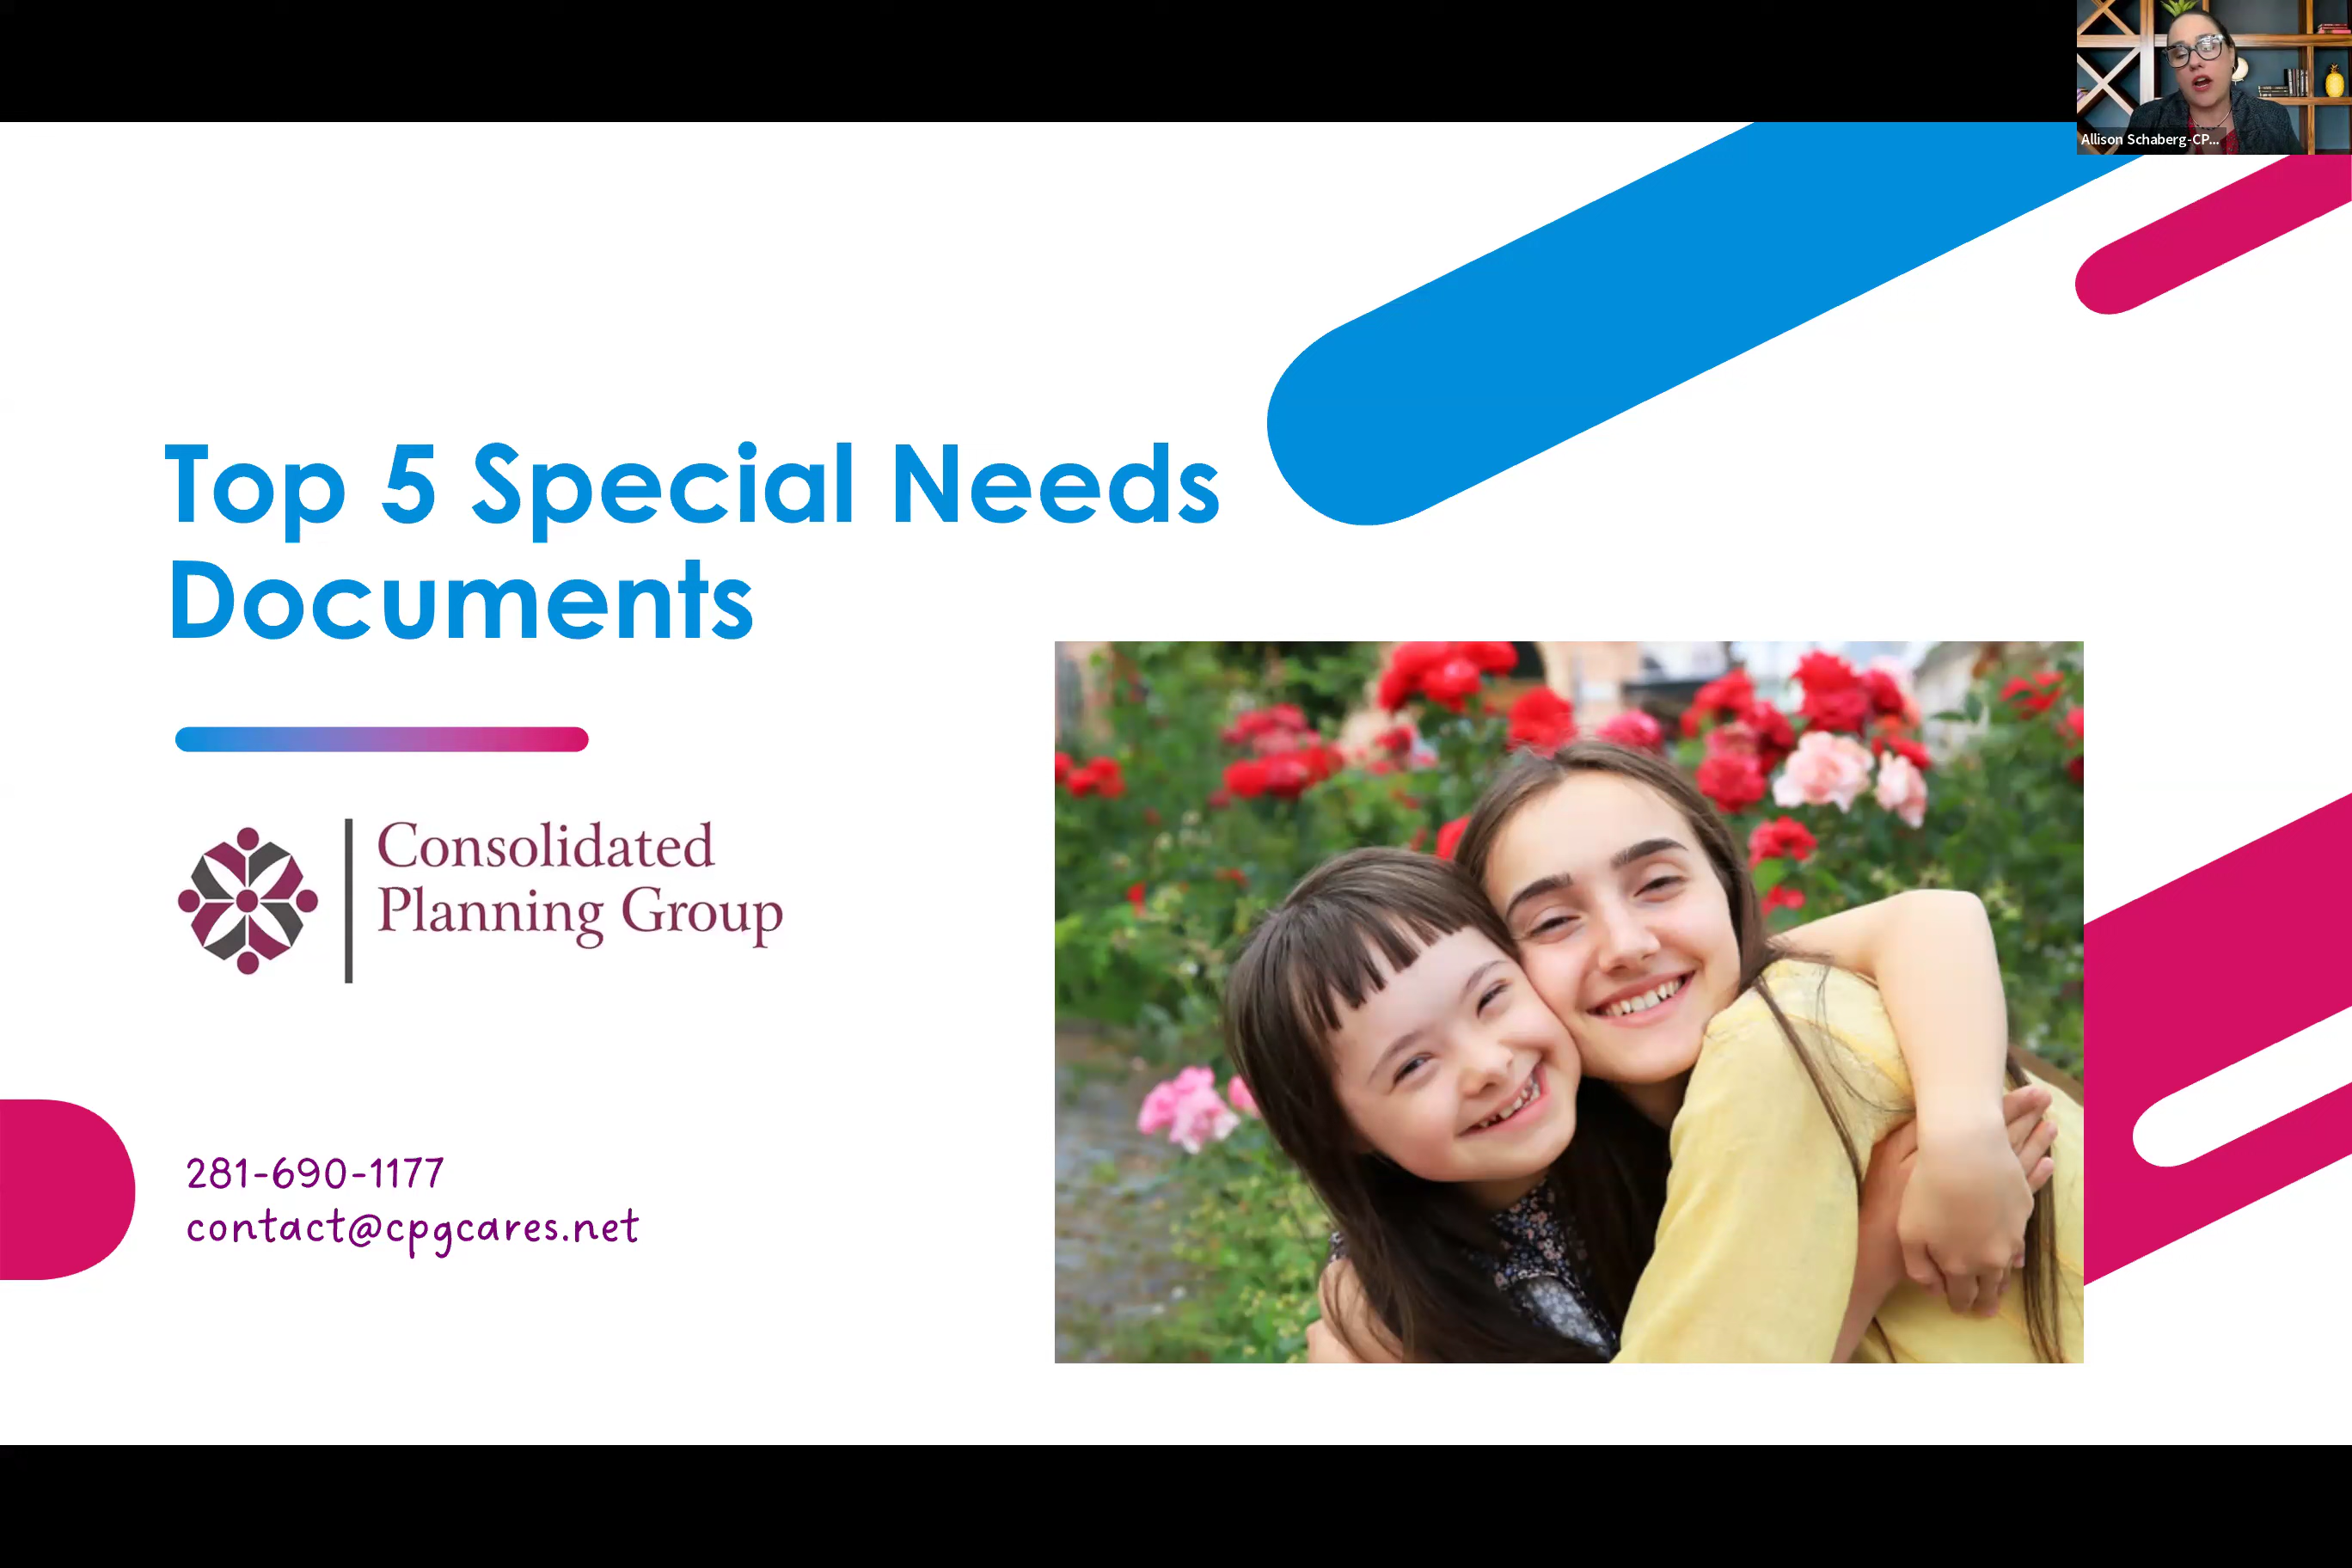 Allison Schaberg-CP...
Top 5 Special Needs
Documents
Consolidated
Planning Group
281-690-1177
contact@cpgcares.net